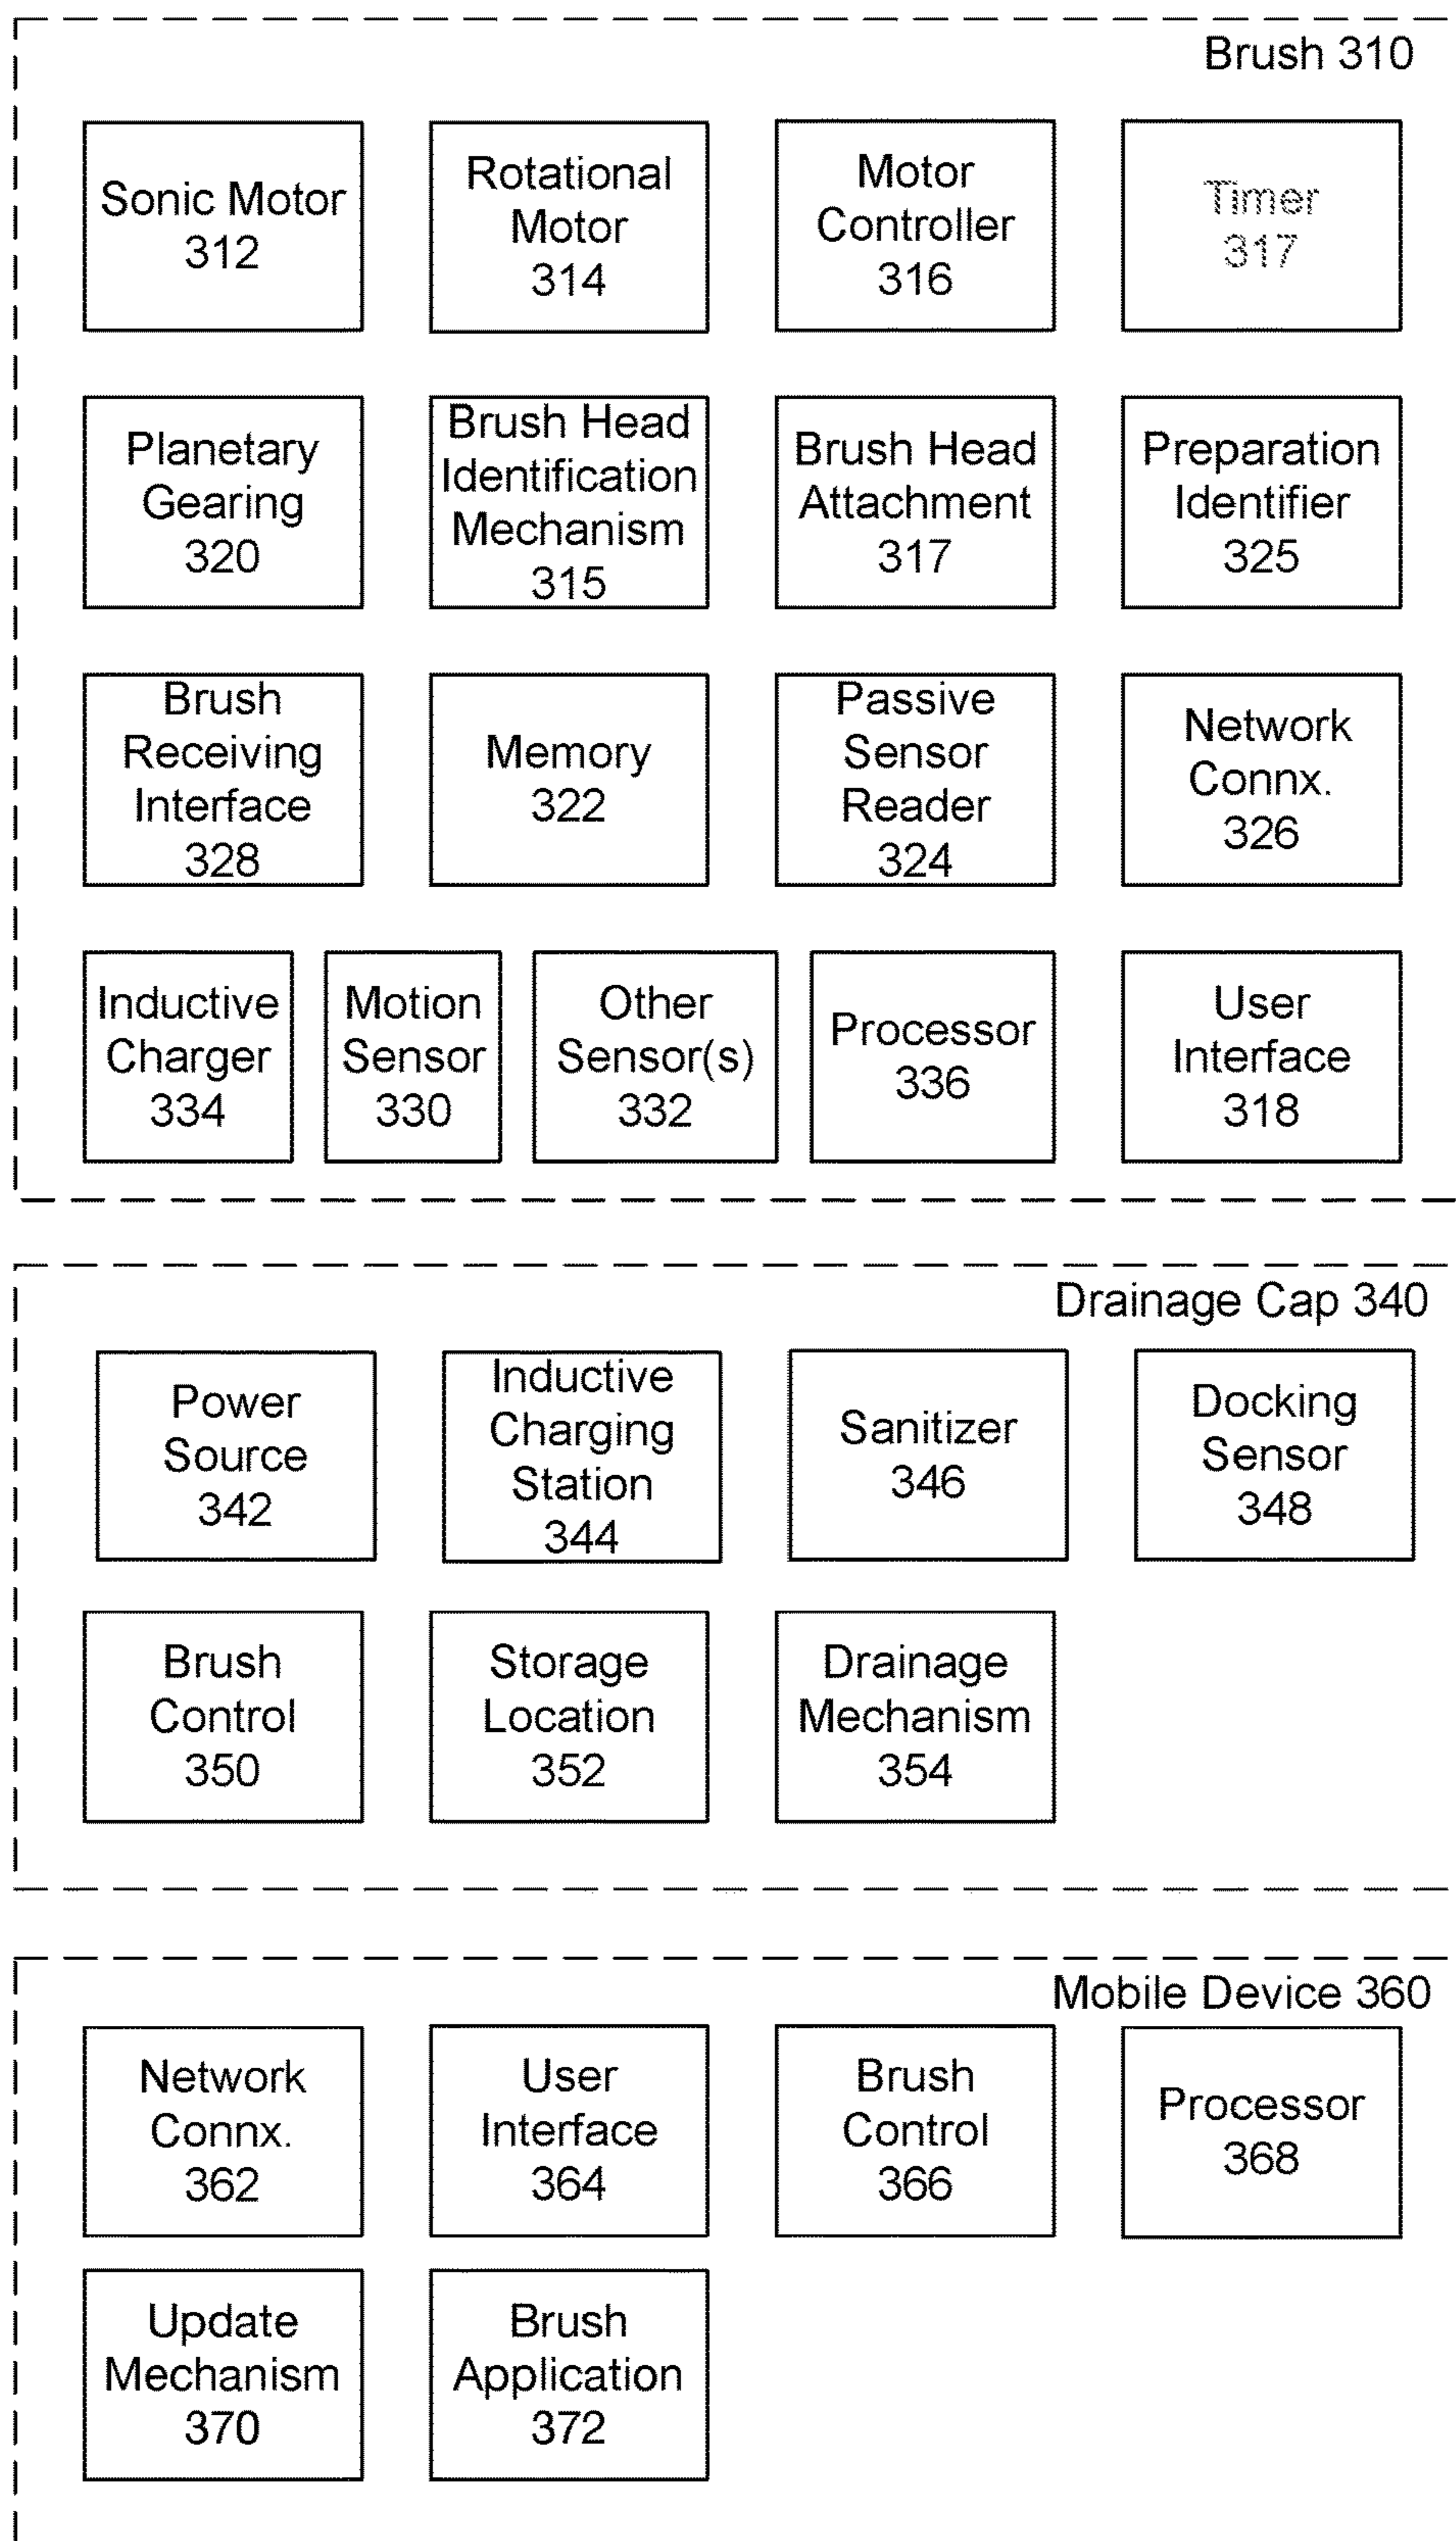 Brush 310
Sonic Motor
312
Rotational
Motor
314
Motor
Controller
316
Timer
317
Planetary
Gearing
320
Brush Head
Identification
Mechanism
315
Brush Head
Attachment
317
Preparation
Identifier
325
Brush
Receiving
Interface
328
Memory
322
Passive
Sensor
Reader
324
Network
Connx.
326
Inductive
Charger
334
Motion
Sensor
330
Other
Sensor(s)
332
Processor
336
User
Interface
318
Drainage Cap 340
Power
Source
342
Inductive
Charging
Station
344
Sanitizer
346
Docking
Sensor
348
Brush
Control
350
Storage
Location
352
Drainage
Mechanism
354
Mobile Device 360
Network
Connx.
362
User
Interface
364
Brush
Control
366
Processor
368
Update
Mechanism
370
Brush
Application
372